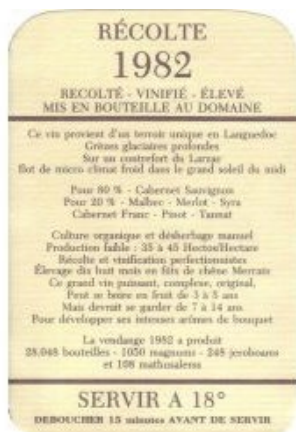 RÉCOLTE
1982
RECOLTÉ - VINIFIÉ - ÉLEVÉ
MIS EN BOUTEILLE AU DOMAINE
Ce vin provient d'un terroir unique en Languedoc
Grèzes glaciaires profondes
Sur un contrefort du Larzac
flot de micro climat froid dans le grand soleil du midi
Pour 80 % - Cabernet Sauvignon
Pour 20 % - Malbec - Merlot - Syra
Cabernet Franc - Pinot - Tannat
Culture organique et désherbage manuel
Production faible : 35 à 45 Hectos/Hectare
Récolte et vinification perfectionistes
Élevage dix huit mois en fûts de chêne Merrain
Ce grand vin puissant, complexe, original,
Peut se boire en fruit de 3 à 5 ans
Mais devrait se garder de 7 à 14 ans
Pour développer ses intenses arômes de bouquet
La vendange 1982 a produit
28.048 bouteilles - 1050 magnums - 248 jeroboams
et 108 mathusalems
SERVIR A 18°
DEBOUCHER 15 minutes AVANT DE SERVIR